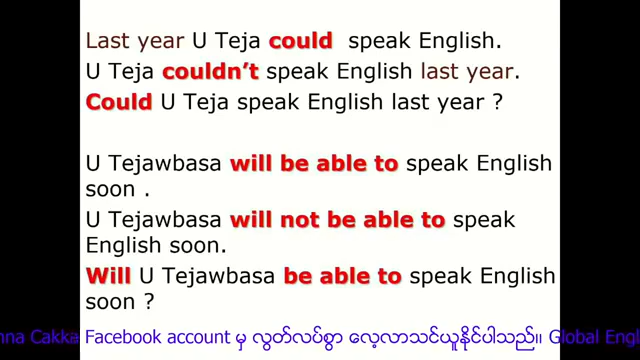 Last year U Teja could speak English.
U Teja couldn't speak English last year.
Could U Teja speak English last year ?
U Tejawbasa will be able to speak English
soon .
U Tejawbasa will not be able to speak
English soon.
Will U Tejawbasa be able to speak English
soon ?
Cakka Facebook account မှ လွတ်လပ်စွာ လေ့လာသင်ယူနိုင်ပါသည်။ Global